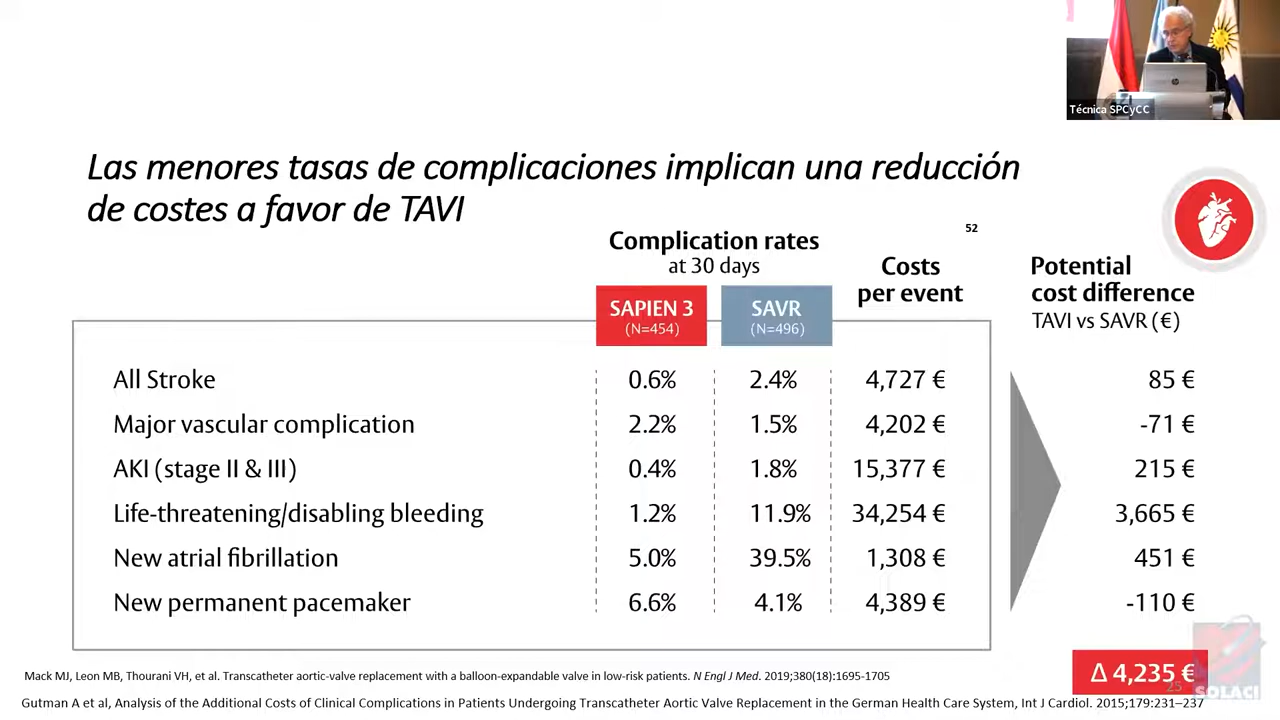 Técnica SPCyCC
Las menores tasas de complicaciones implican una reducción
de costes a favor de TAVI
52
Complication rates
at 30 days
Costs
per event
Potential
cost difference
TAVI vs SAVR (€)
SAPIEN 3
(N=454)
SAVR
(N=496)
All Stroke 0.6% 2.4% 4,727 € 85 €
Major vascular complication 2.2% 1.5% 4,202 € -71 €
AKI (stage II & III) 0.4% 1.8% 15,377 € 215 €
Life-threatening/disabling bleeding 1.2% 11.9% 34,254 € 3,665 €
New atrial fibrillation 5.0% 39.5% 1,308 € 451 €
New permanent pacemaker 6.6% 4.1% 4,389 € -110 €
Δ 4,235 €
25
SOLACI
Mack MJ, Leon MB, Thourani VH, et al. Transcatheter aortic-valve replacement with a balloon-expandable valve in low-risk patients. N Engl J Med. 2019;380(18):1695-1705
Gutman A et al, Analysis of the Additional Costs of Clinical Complications in Patients Undergoing Transcatheter Aortic Valve Replacement in the German Health Care System, Int J Cardiol. 2015;179:231–237